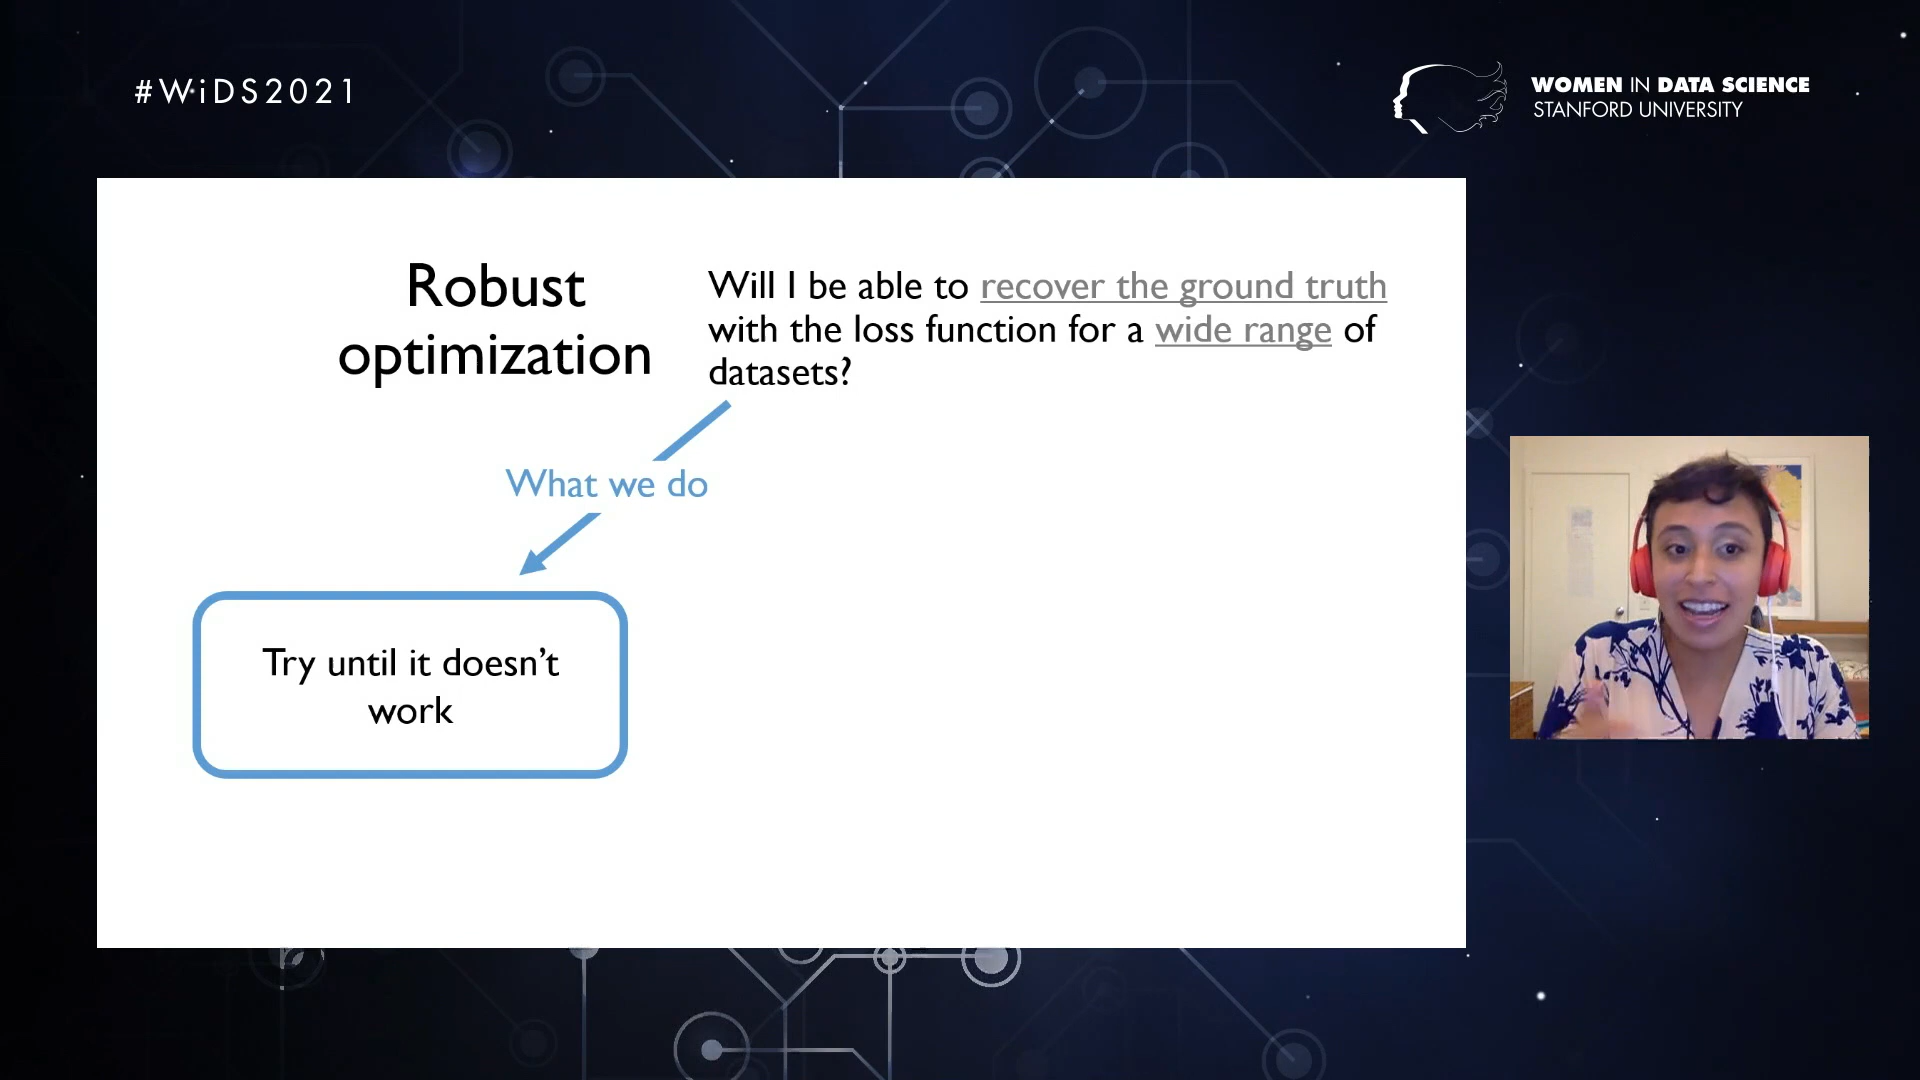 #WiDS2021
WOMEN IN DATA SCIENCE
STANFORD UNIVERSITY
Robust
optimization
Will I be able to recover the ground truth
with the loss function for a wide range of
datasets?
What we do
Try until it doesn’t
work